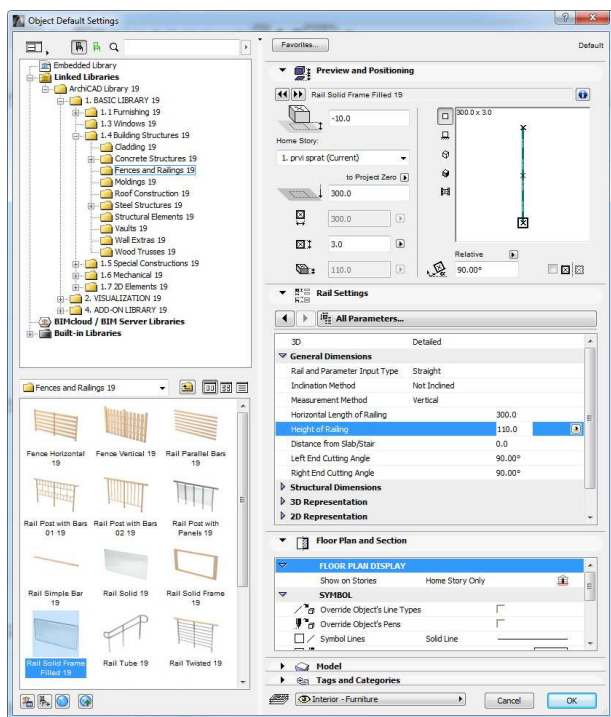 Object Default Settings
Embedded Library
Linked Libraries
ArchiCAD Library 19
1. BASIC LIBRARY 19
1.1 Furnishing 19
1.3 Windows 19
1.4 Building Structures 19
Cladding 19
Concrete Structures 19
Fences and Railings 19
Moldings 19
Roof Construction 19
Steel Structures 19
Structural Elements 19
Vaults 19
Wall Extras 19
Wood Trusses 19
1.5 Special Constructions 19
1.6 Mechanical 19
1.7 2D Elements 19
2. VISUALIZATION 19
4. ADD-ON LIBRARY 19
BIMcloud / BIM Server Libraries
Built-in Libraries
Fences and Railings 19
Fence Horizontal 19
Fence Vertical 19
Rail Parallel Bars 19
Rail Post with Bars 01 19
Rail Post with Bars 02 19
Rail Post with Panels 19
Rail Simple Bar 19
Rail Solid 19
Rail Solid Frame 19
Rail Solid Frame Filled 19
Rail Tube 19
Rail Twisted 19
Favorites...
Default
Preview and Positioning
Rail Solid Frame Filled 19
-10.0
Home Story:
1. prvi sprat (Current)
to Project Zero
300.0
300.0
3.0
110.0
300.0 x 3.0
Relative
90.00°
Rail Settings
All Parameters...
3D Detailed
General Dimensions
Rail and Parameter Input Type Straight
Inclination Method Not Inclined
Measurement Method Vertical
Horizontal Length of Railing 300.0
Height of Railing 110.0
Distance from Slab/Stair 0.0
Left End Cutting Angle 90.00°
Right End Cutting Angle 90.00°
Structural Dimensions
3D Representation
2D Representation
Floor Plan and Section
FLOOR PLAN DISPLAY
Show on Stories Home Story Only
SYMBOL
Override Object's Line Types
Override Object's Pens
Symbol Lines Solid Line
Model
Tags and Categories
Interior - Furniture
Cancel
OK